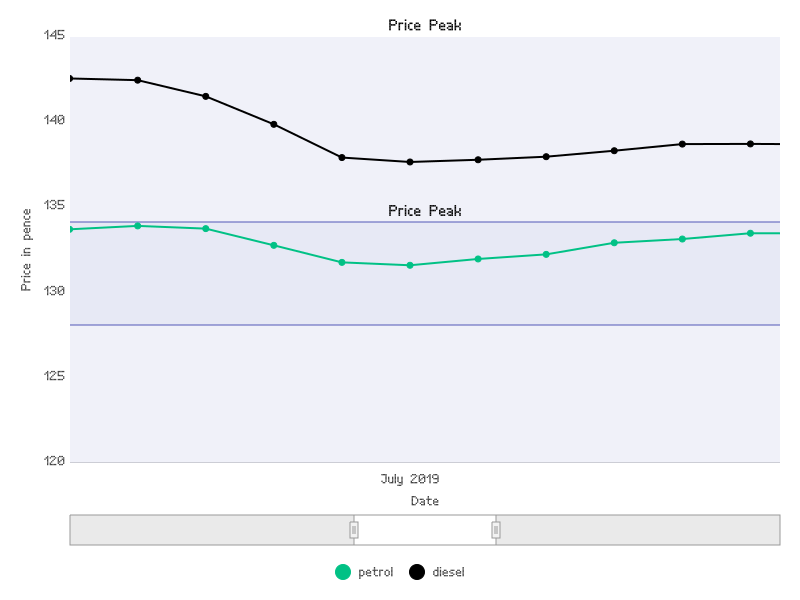 Price Peak
145
140
135
130
125
120
Price in pence
Price Peak
July 2019
Date
petrol
diesel